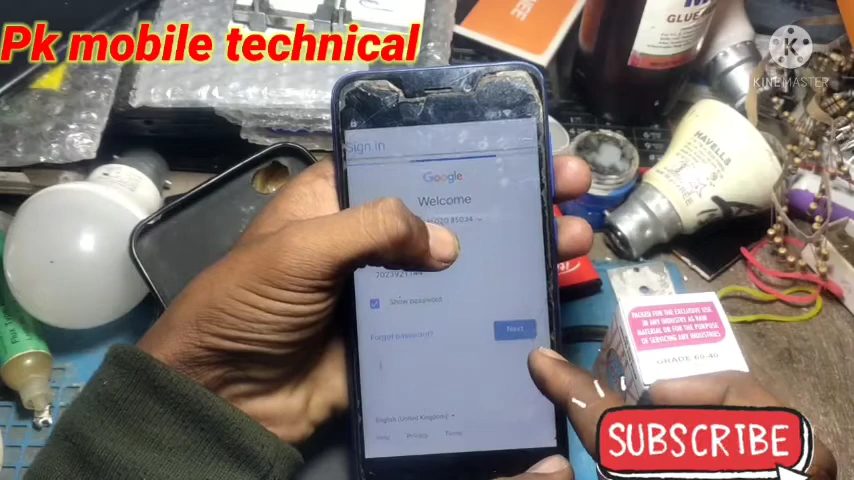 Pk mobile technical
KINEMASTER
GLUE
Sign in
Google
Welcome
Show password
Forgot password?
Next
English (United Kingdom)
Help Privacy Terms
HAVELLS
PACKED FOR THE EXCLUSIVE USE
IN ANY INDUSTRY AS RAW
MATERIAL OR FOR THE PURPOSE
OF SERVICING ANY INDUSTRY
GRADE 60-40
SUBSCRIBE